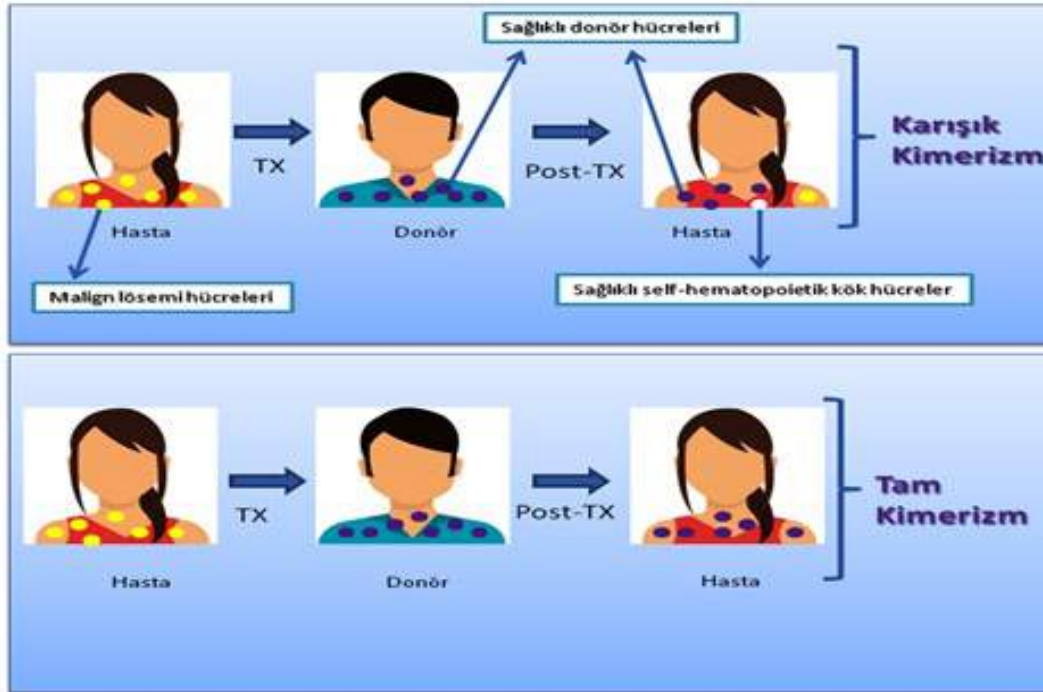 Sağlıklı donör hücreleri
TX
Post-TX
Karışık
Kimerizm
Hasta
Donör
Hasta
Malign lösemi hücreleri
Sağlıklı self-hematopoietik kök hücreler
TX
Post-TX
Tam
Kimerizm
Hasta
Donör
Hasta